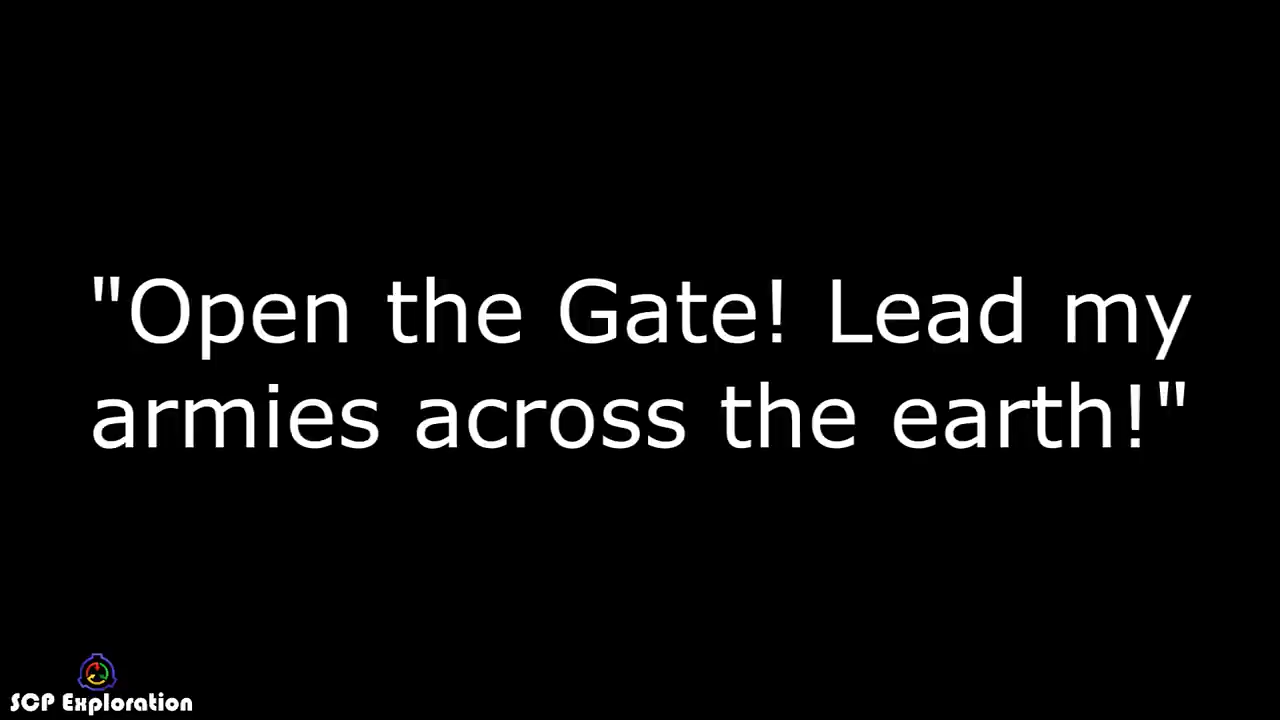 "Open the Gate! Lead my
armies across the earth!"
SCP Exploration